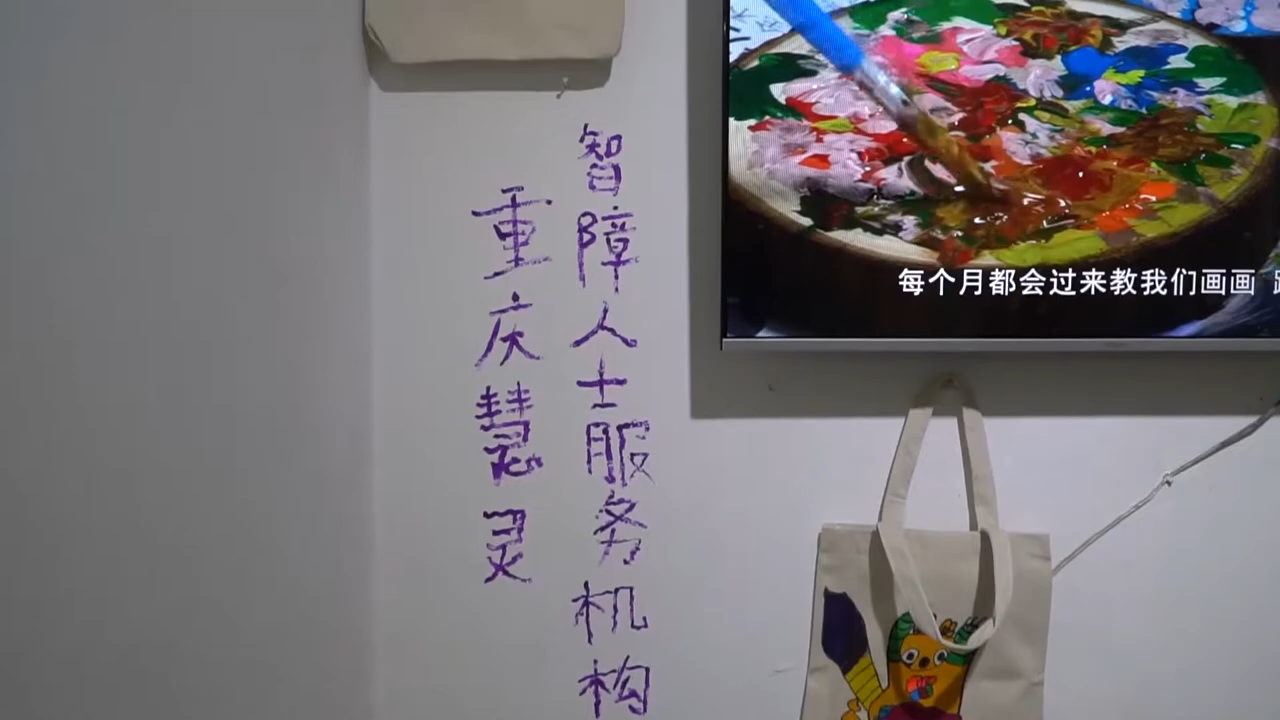 智障人士服务机构
重庆慧灵
每个月都会过来教我们画画